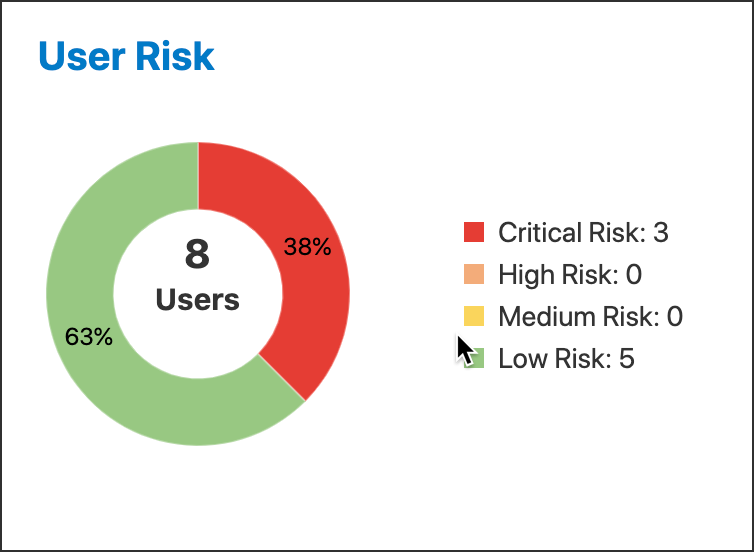 User Risk
38%
8
Users
63%
Critical Risk: 3
High Risk: 0
Medium Risk: 0
Low Risk: 5